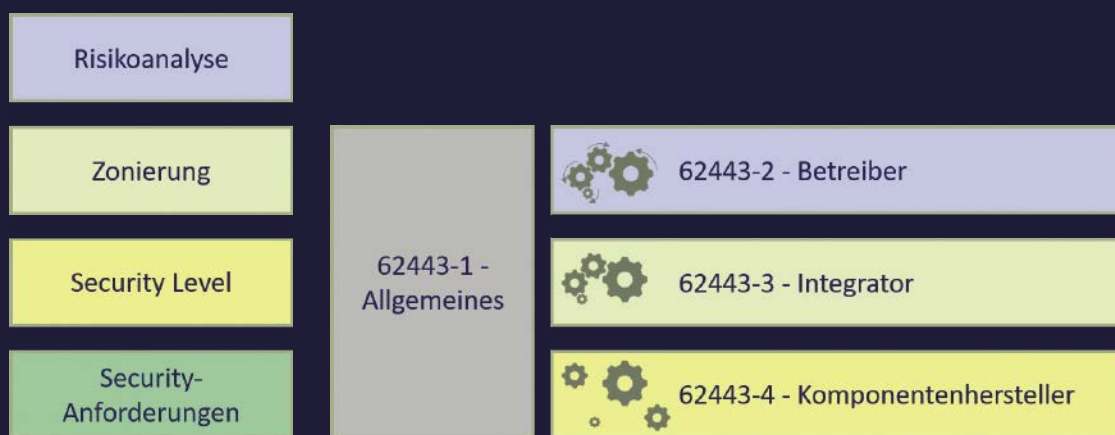 Risikoanalyse
Zonierung
Security Level
Security-
Anforderungen
62443-1 -
Allgemeines
62443-2 - Betreiber
62443-3 - Integrator
62443-4 - Komponentenhersteller